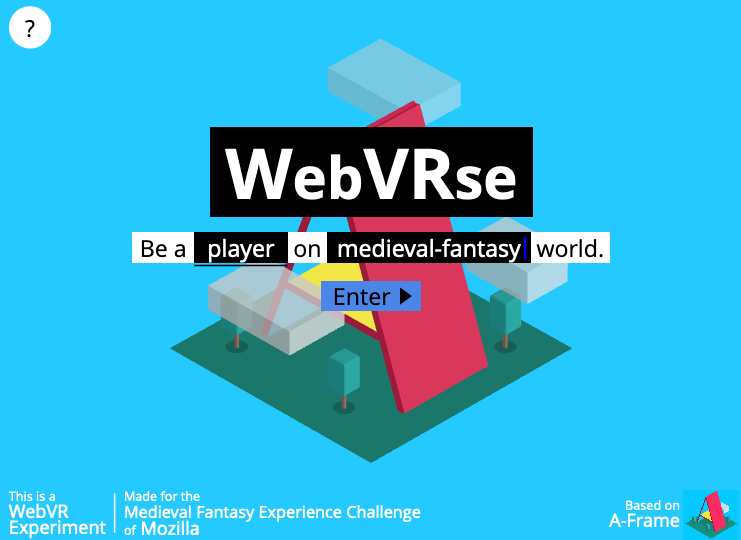 ?
WebVRse
Be a player on medieval-fantasy world.
Enter
This is a
WebVR
Experiment
Made for the
Medieval Fantasy Experience Challenge
of Mozilla
Based on
A-Frame